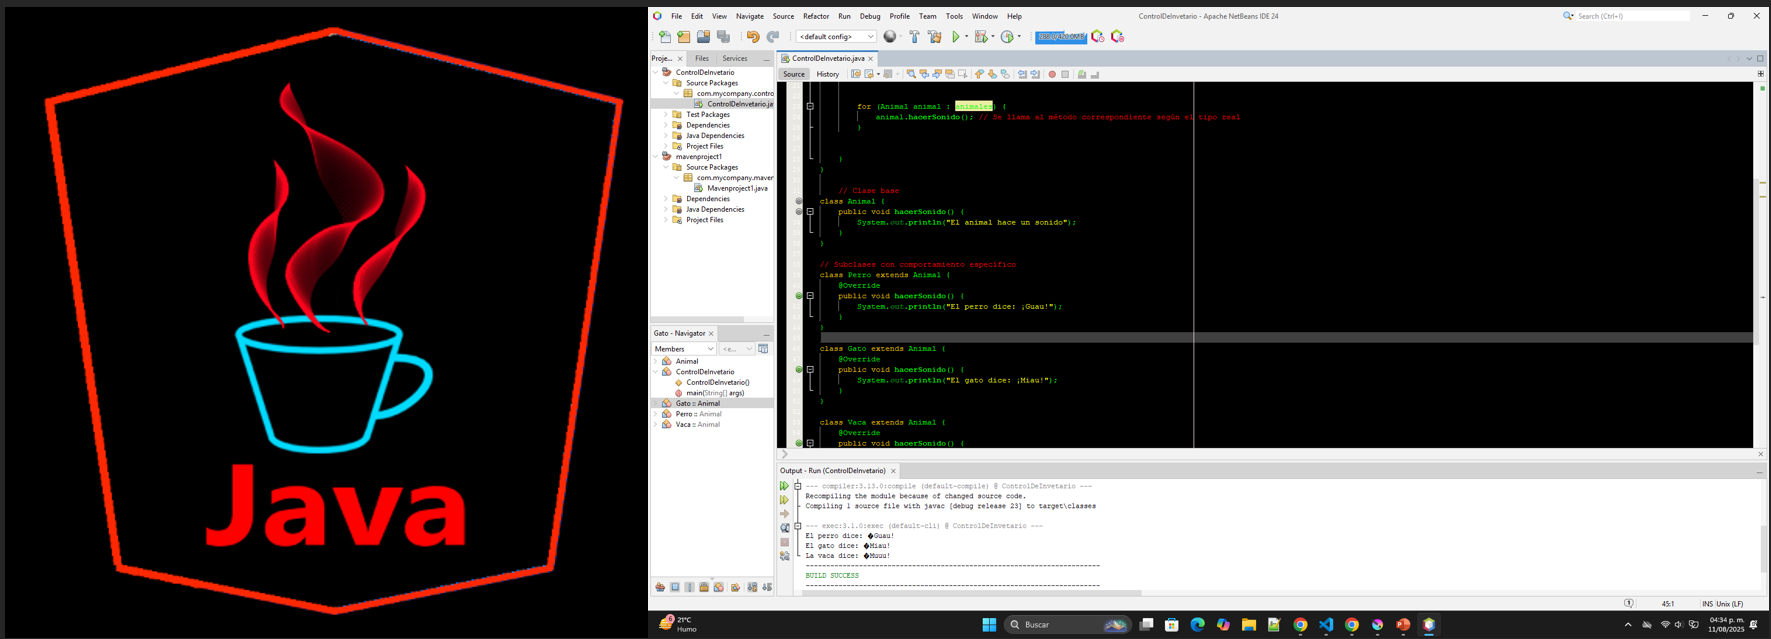 Java
File Edit View Navigate Source Refactor Run Debug Profile Team Tools Window Help
ControlDeInvetario - Apache NetBeans IDE 24
Search (Ctrl+I)
<default config>
Proje...
Files
Services
ControlDeInvetario
Source Packages
com.mycompany.contro
ControlDeInvetario.ja
Test Packages
Dependencies
Java Dependencies
Project Files
mavenproject1
Source Packages
com.mycompany.maven
Mavenproject1.java
Dependencies
Java Dependencies
Project Files
Gato - Navigator
Members
<e...
Animal
ControlDeInvetario
ControlDeInvetario()
main(String[] args)
Gato :: Animal
Perro :: Animal
Vaca :: Animal
ControlDeInvetario.java
Source History
for (Animal animal : animales) {
animal.hacerSonido(); // Se llama al método correspondiente según el tipo real
}
}
}
// Clase base
class Animal {
public void hacerSonido() {
System.out.println("El animal hace un sonido");
}
}
// Subclases con comportamiento específico
class Perro extends Animal {
@Override
public void hacerSonido() {
System.out.println("El perro dice: ¡Guau!");
}
}
class Gato extends Animal {
@Override
public void hacerSonido() {
System.out.println("El gato dice: ¡Miau!");
}
}
class Vaca extends Animal {
@Override
public void hacerSonido() {
Output - Run (ControlDeInvetario)
--- compiler:3.13.0:compile (default-compile) @ ControlDeInvetario ---
Recompiling the module because of changed source code.
Compiling 1 source file with javac [debug release 23] to target\classes
--- exec:3.1.0:exec (default-cli) @ ControlDeInvetario ---
El perro dice: �Guau!
El gato dice: �Miau!
La vaca dice: �Muuu!
------------------------------------------------------------------------
BUILD SUCCESS
------------------------------------------------------------------------
45:1
INS Unix (LF)
21°C
Humo
Buscar
04:34 p. m.
11/08/2025